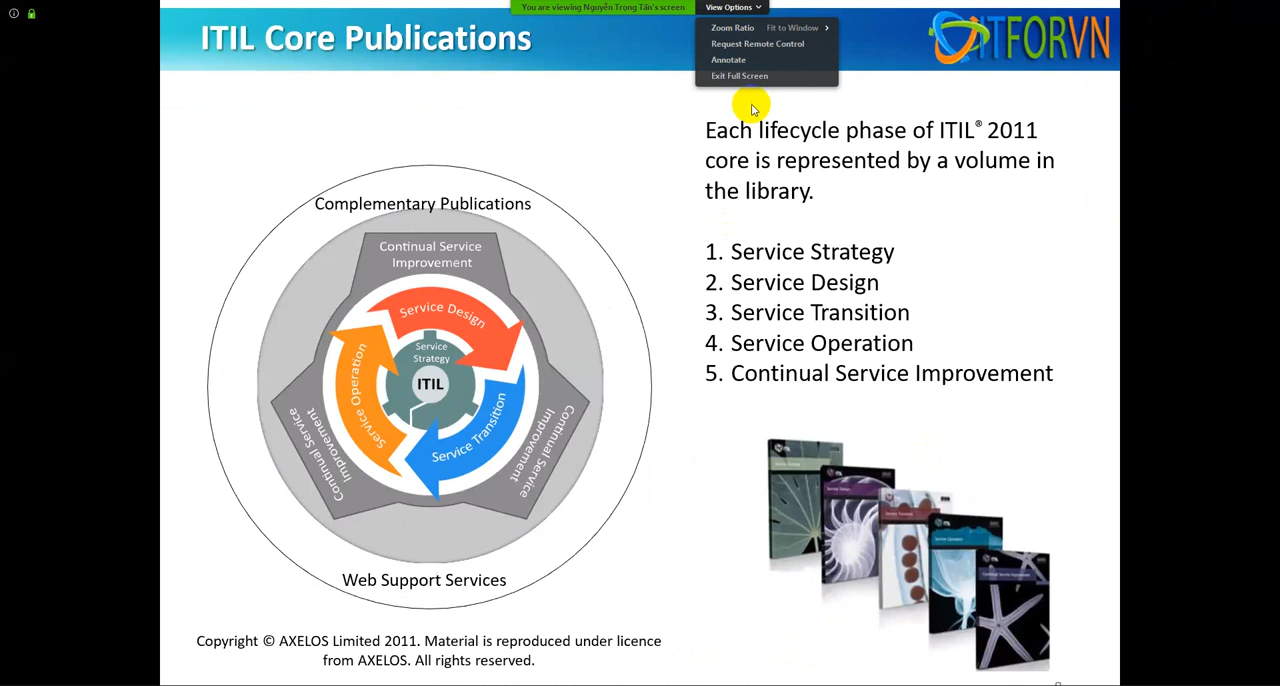 You are viewing Nguyễn Trọng Tấn's screen
View Options
Zoom Ratio Fit to Window
Request Remote Control
Annotate
Exit Full Screen
ITIL Core Publications
ITFORVN
Each lifecycle phase of ITIL® 2011
core is represented by a volume in
the library.
1. Service Strategy
2. Service Design
3. Service Transition
4. Service Operation
5. Continual Service Improvement
Complementary Publications
Continual Service
Improvement
Service Design
Service
Strategy
ITIL
Service Operation
Service Transition
Continual Service
Improvement
Continual Service
Improvement
Web Support Services
Copyright © AXELOS Limited 2011. Material is reproduced under licence
from AXELOS. All rights reserved.